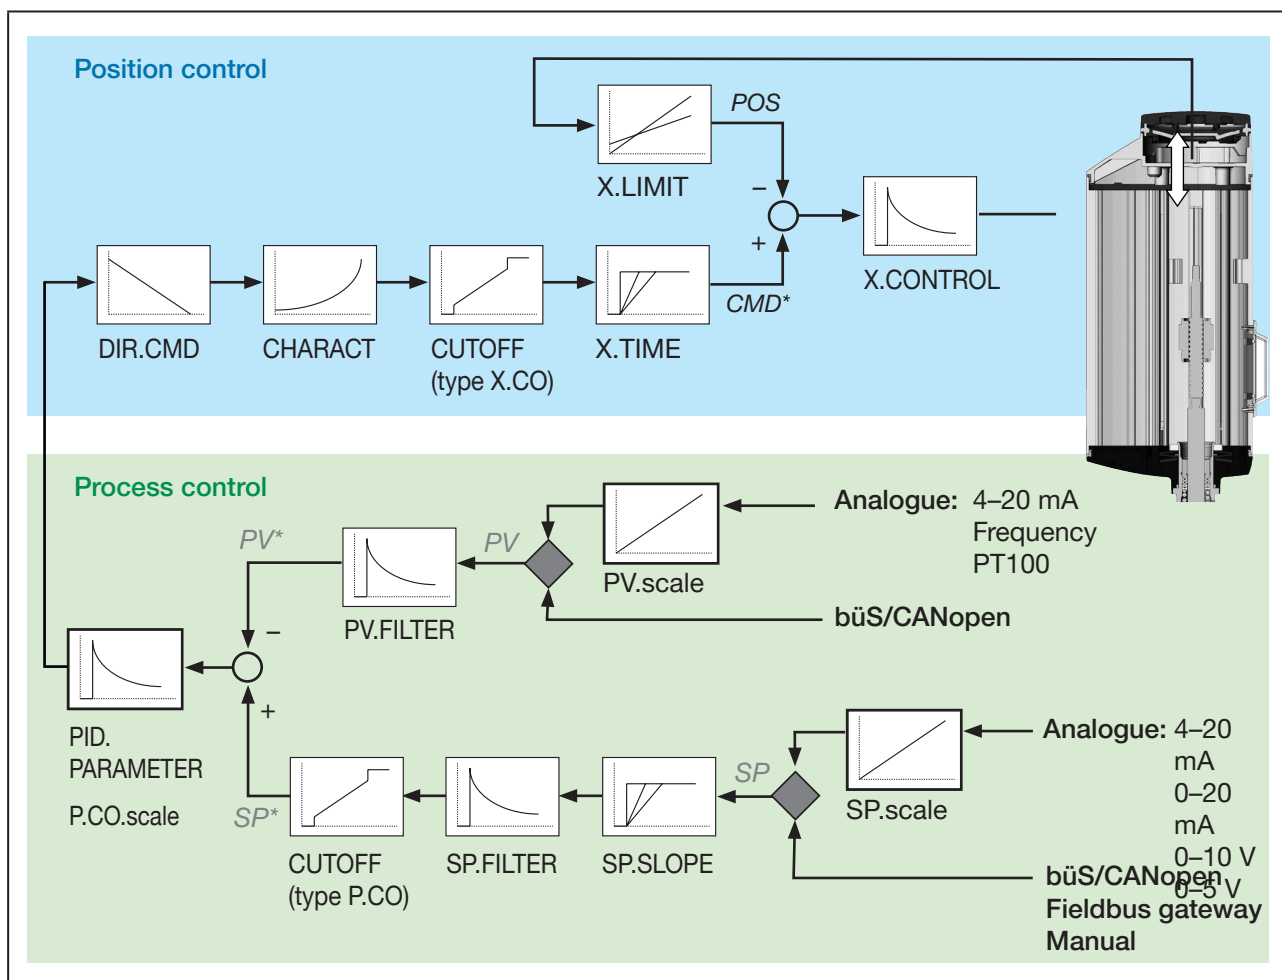 Position control
POS
X.LIMIT
–
+
CMD*
X.CONTROL
DIR.CMD
CHARACT
CUTOFF
(type X.CO)
X.TIME
Process control
PV*
PV
PV.FILTER
PV.scale
Analogue: 4–20 mA
Frequency
PT100
büS/CANopen
–
+
PID.
PARAMETER
P.CO.scale
SP*
CUTOFF
(type P.CO)
SP.FILTER
SP.SLOPE
SP
SP.scale
Analogue: 4–20
mA
0–20
mA
0–10 V
0–5 V
büS/CANopen
Fieldbus gateway
Manual